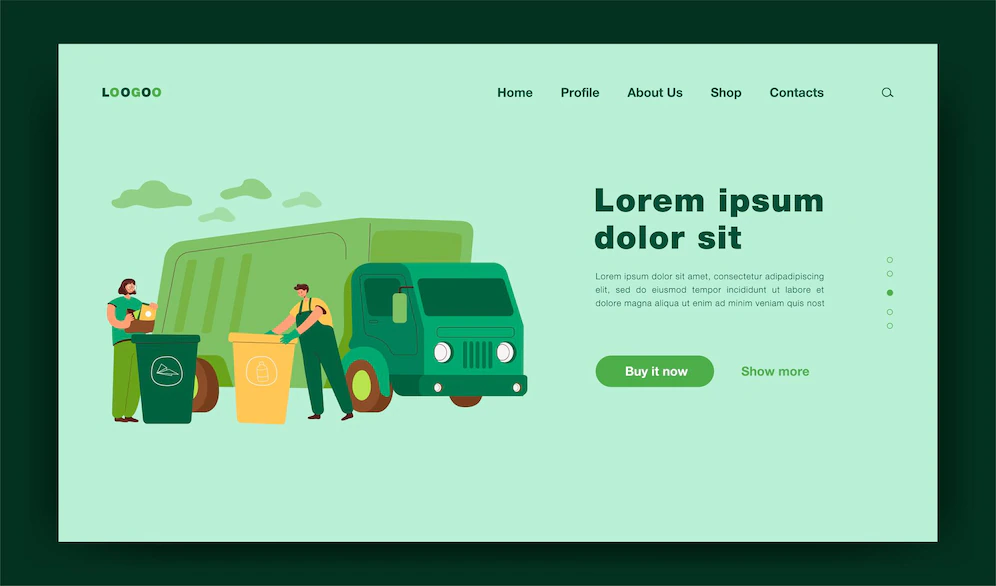 LOOGOO
Home Profile About Us Shop Contacts
Lorem ipsum
dolor sit
Lorem ipsum dolor sit amet, consectetur adipadipiscing
elit, sed do eiusmod tempor incididunt ut labore et
dolore magna aliqua ut enim ad minim veniam quis nost
Buy it now Show more